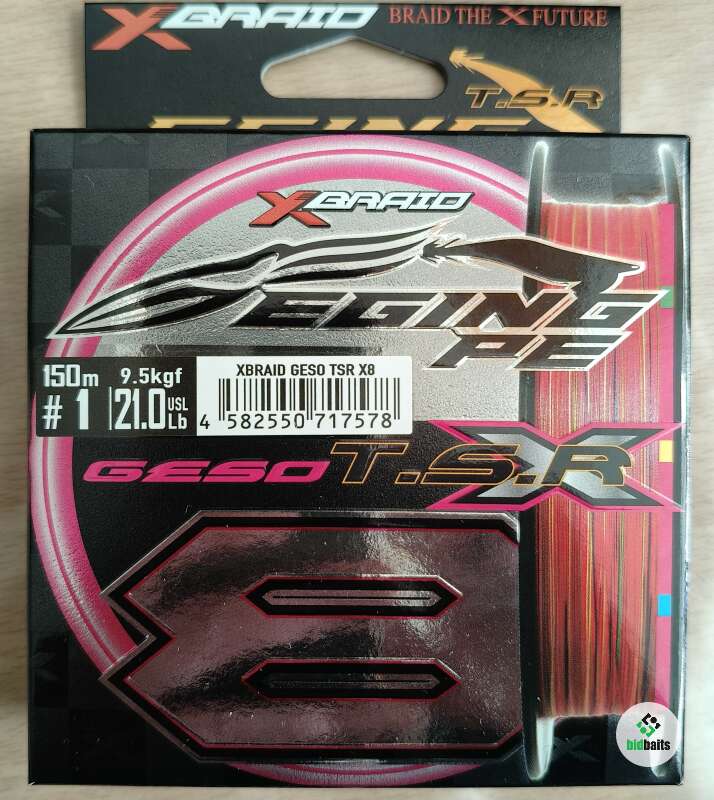 XBRAID BRAID THE X FUTURE
T.S.R
EGING
XBRAID
EGING
PE
150m 9.5kgf
# 1 21.0 USL Lb
XBRAID GESO TSR X8
4 582550 717578
GESO T.S.R X
8
bidbaits